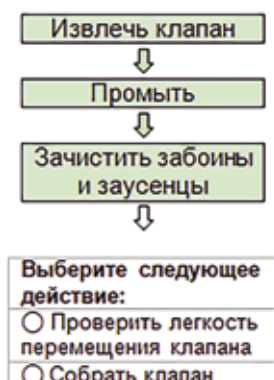 Извлечь клапан
Промыть
Зачистить забоины
и заусенцы
Выберите следующее
действие:
Проверить легкость
перемещения клапана
Собрать клапан